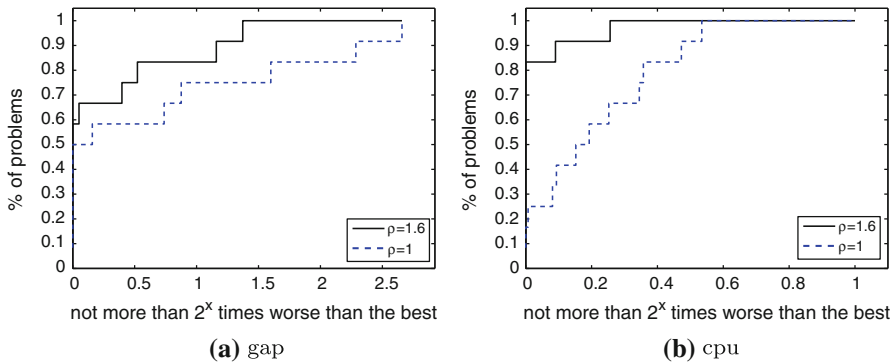 1
0.9
0.8
0.7
0.6
0.5
0.4
0.3
0.2
0.1
0
% of problems
ρ=1.6
ρ=1
0 0.5 1 1.5 2 2.5
not more than 2^x times worse than the best
(a) gap
1
0.9
0.8
0.7
0.6
0.5
0.4
0.3
0.2
0.1
0
% of problems
ρ=1.6
ρ=1
0 0.2 0.4 0.6 0.8 1
not more than 2^x times worse than the best
(b) cpu